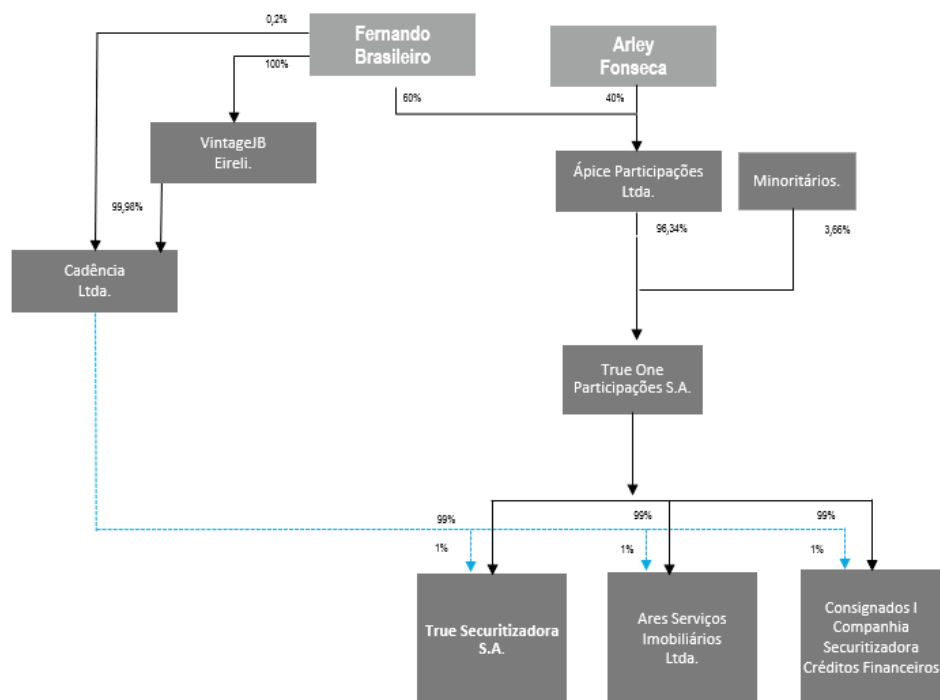 0,2%
Fernando
Brasileiro
Arley
Fonseca
100%
60%
40%
VintageJB
Eireli.
Ápice Participações
Ltda.
Minoritários.
99,98%
96,34%
3,66%
Cadência
Ltda.
True One
Participações S.A.
99%
99%
99%
1%
1%
1%
True Securitizadora
S.A.
Ares Serviços
Imobiliários
Ltda.
Consignados I
Companhia
Securitizadora
Créditos Financeiros